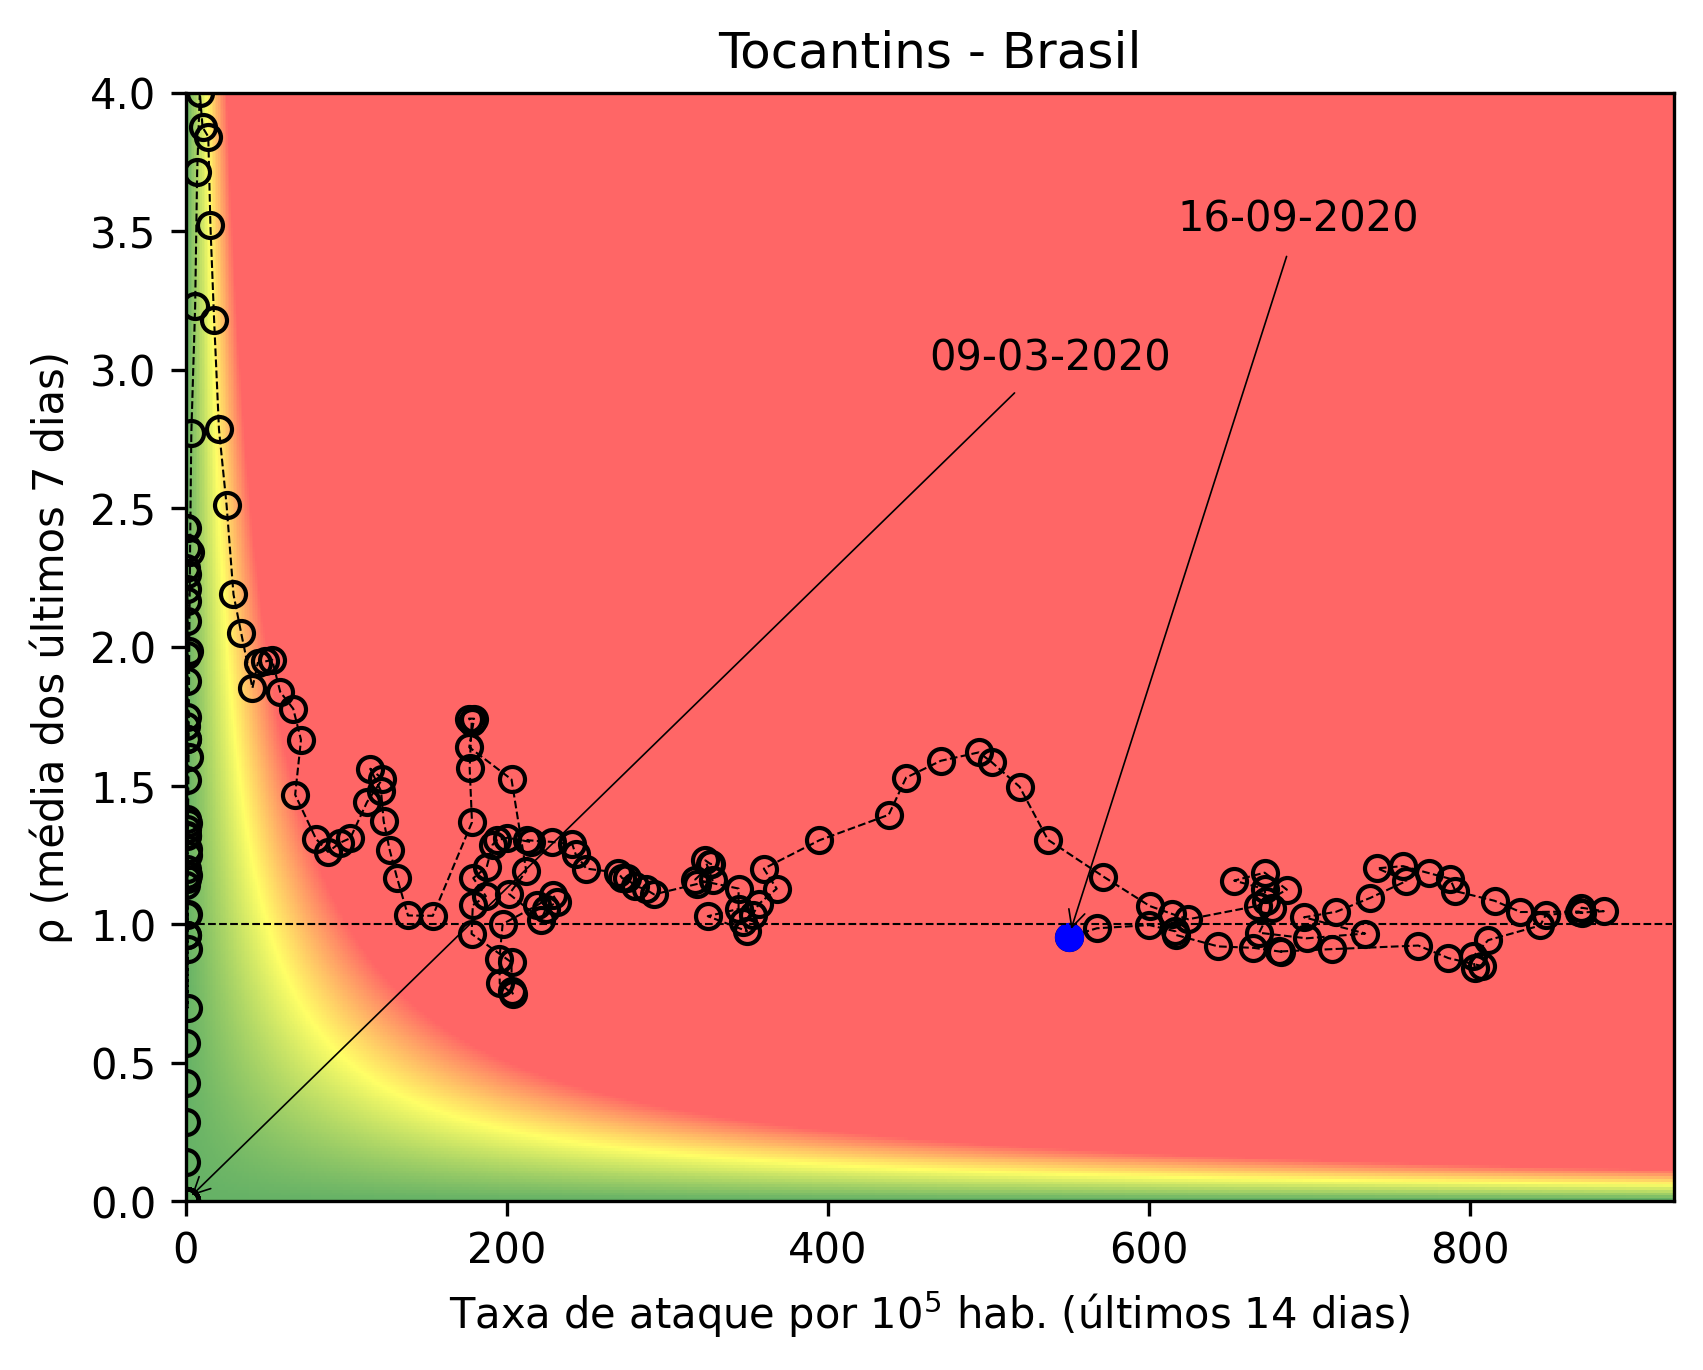 Tocantins - Brasil
4.0
3.5
3.0
2.5
2.0
1.5
1.0
0.5
0.0
ρ (média dos últimos 7 dias)
16-09-2020
09-03-2020
0 200 400 600 800
Taxa de ataque por 10⁵ hab. (últimos 14 dias)